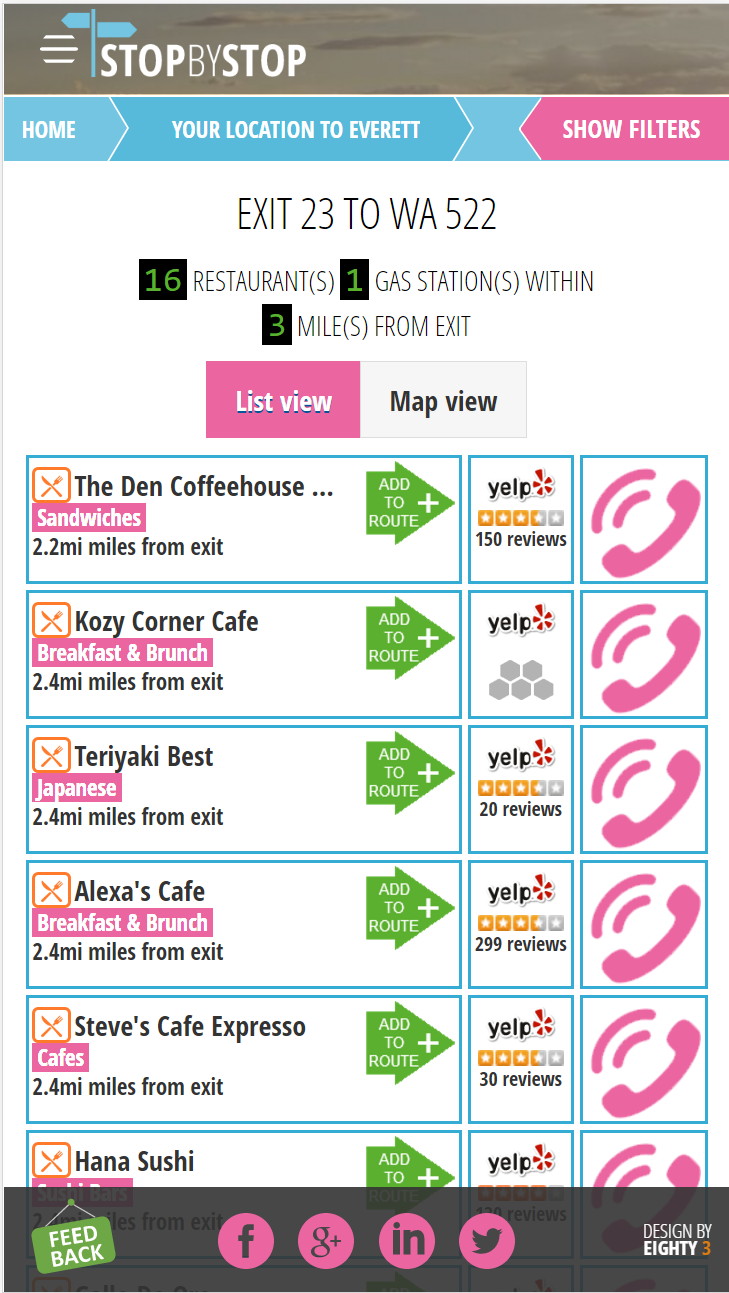 STOPBYSTOP
HOME
YOUR LOCATION TO EVERETT
SHOW FILTERS
EXIT 23 TO WA 522
16 RESTAURANT(S) 1 GAS STATION(S) WITHIN
3 MILE(S) FROM EXIT
List view
Map view
The Den Coffeehouse ...
Sandwiches
2.2mi miles from exit
ADD
TO
ROUTE
yelp
150 reviews
Kozy Corner Cafe
Breakfast & Brunch
2.4mi miles from exit
ADD
TO
ROUTE
yelp
Teriyaki Best
Japanese
2.4mi miles from exit
ADD
TO
ROUTE
yelp
20 reviews
Alexa's Cafe
Breakfast & Brunch
2.4mi miles from exit
ADD
TO
ROUTE
yelp
299 reviews
Steve's Cafe Expresso
Cafes
2.4mi miles from exit
ADD
TO
ROUTE
yelp
30 reviews
Hana Sushi
Sushi Bars
miles from exit
ADD
TO
ROUTE
yelp
reviews
FEED
BACK
f
g+
in
DESIGN BY
EIGHTY 3